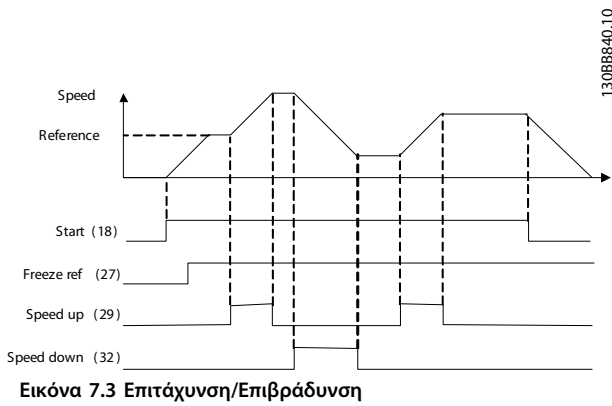 130BB840.10
Speed
Reference
Start (18)
Freeze ref (27)
Speed up (29)
Speed down (32)
Εικόνα 7.3 Επιτάχυνση/Επιβράδυνση